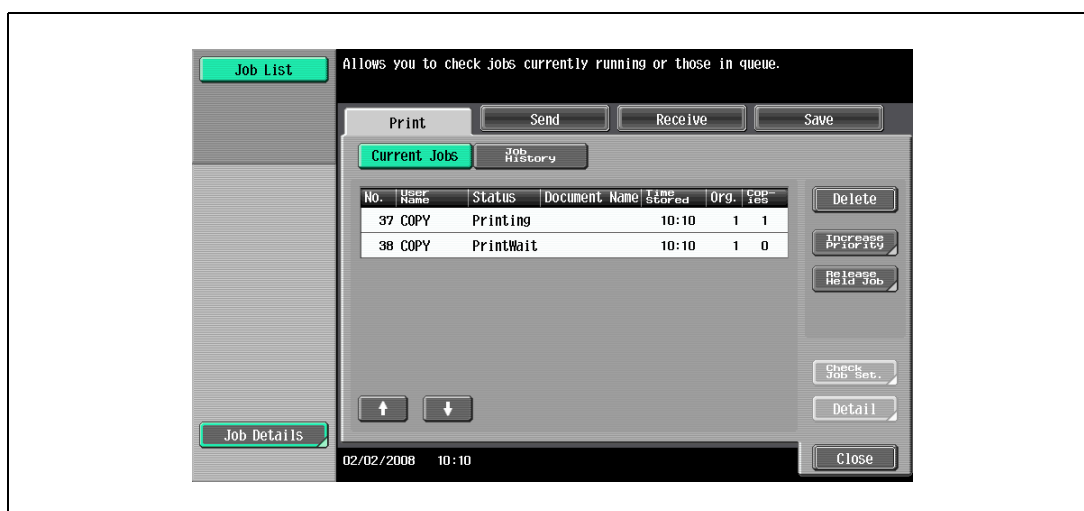 Job List
Allows you to check jobs currently running or those in queue.
Print Send Receive Save
Current Jobs Job History
No. User Name Status Document Name Time Stored Org. Cop-ies
37 COPY Printing 10:10 1 1
38 COPY PrintWait 10:10 1 0
Delete
Increase Priority
Release Held Job
Check Job Set.
Detail
Job Details
02/02/2008 10:10
Close